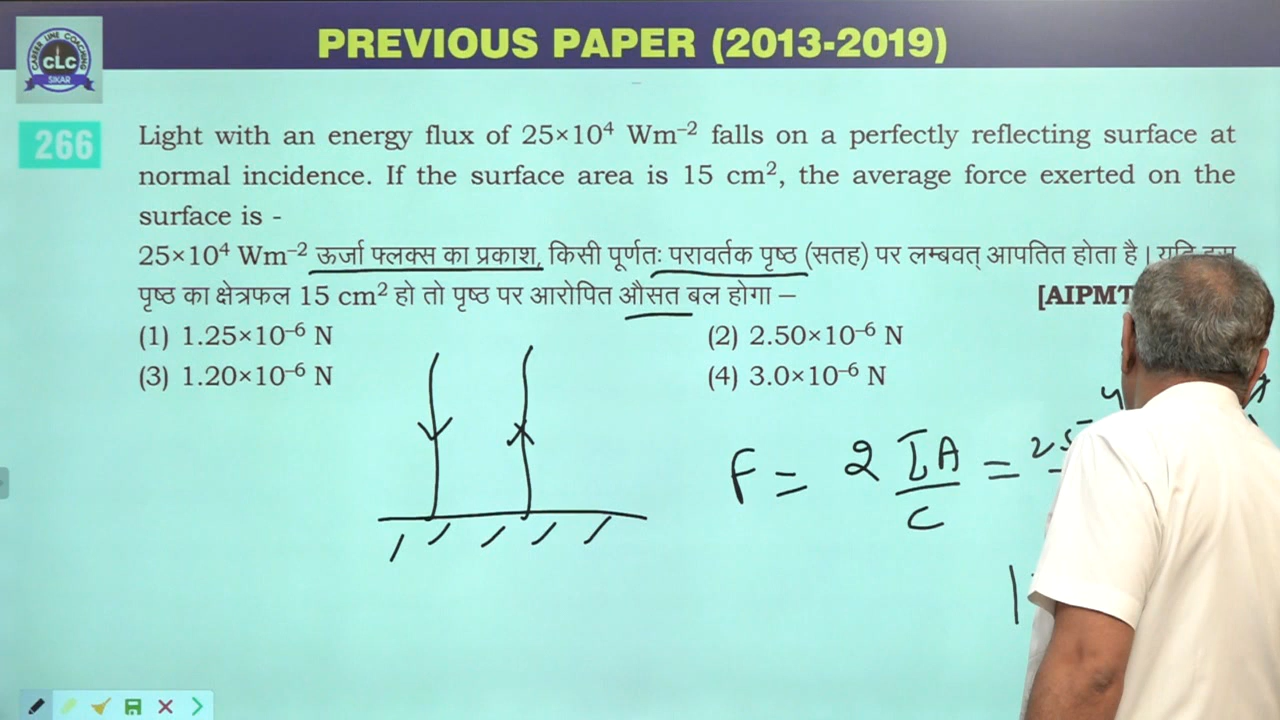 CAREER LINE COACHING
CLC
SIKAR
PREVIOUS PAPER (2013-2019)
266
Light with an energy flux of 25×10⁴ Wm⁻² falls on a perfectly reflecting surface at
normal incidence. If the surface area is 15 cm², the average force exerted on the
surface is -
25×10⁴ Wm⁻² ऊर्जा फ्लक्स का प्रकाश, किसी पूर्णतः परावर्तक पृष्ठ (सतह) पर लम्बवत् आपतित होता है। यदि इस
पृष्ठ का क्षेत्रफल 15 cm² हो तो पृष्ठ पर आरोपित औसत बल होगा –
[AIPMT
(1) 1.25×10⁻⁶ N
(2) 2.50×10⁻⁶ N
(3) 1.20×10⁻⁶ N
(4) 3.0×10⁻⁶ N
F = 2 IA/C = 25